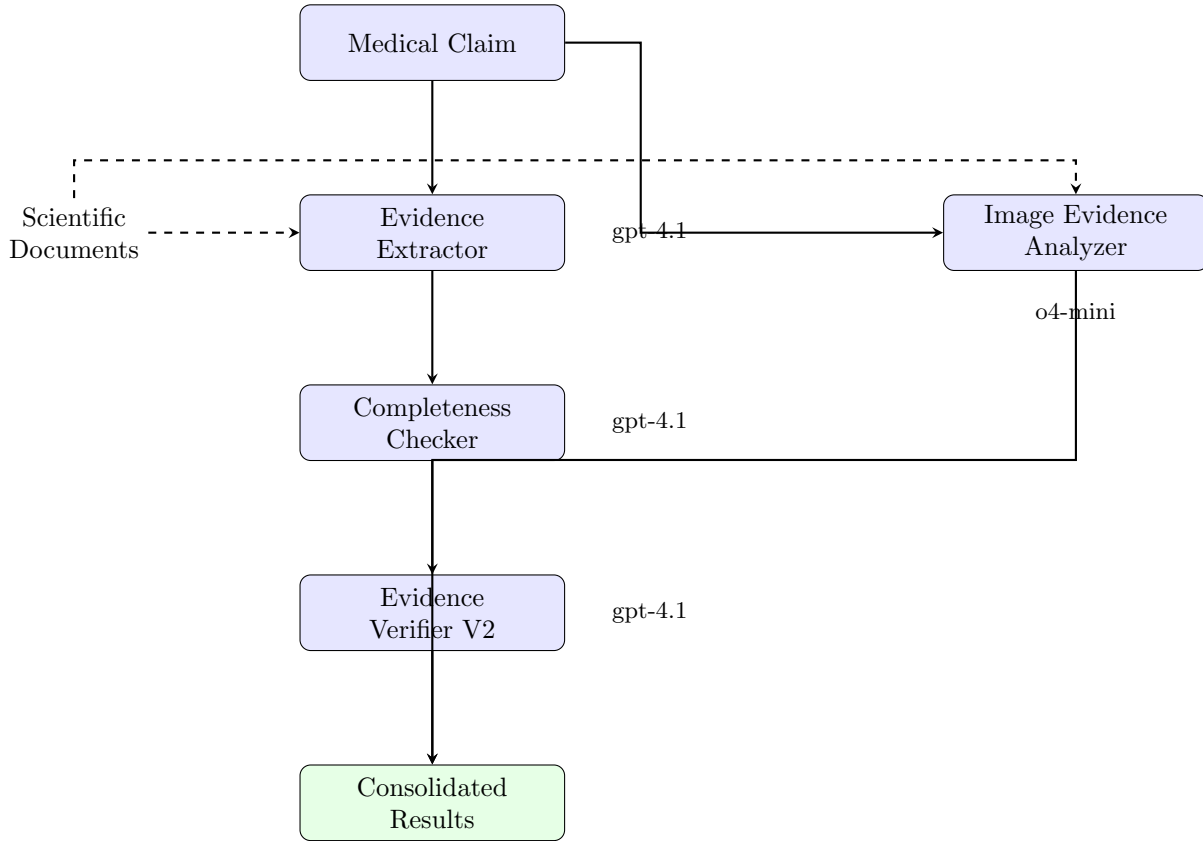 Medical Claim
Scientific
Documents
Evidence
Extractor
gpt-4.1
Image Evidence
Analyzer
o4-mini
Completeness
Checker
gpt-4.1
Evidence
Verifier V2
gpt-4.1
Consolidated
Results